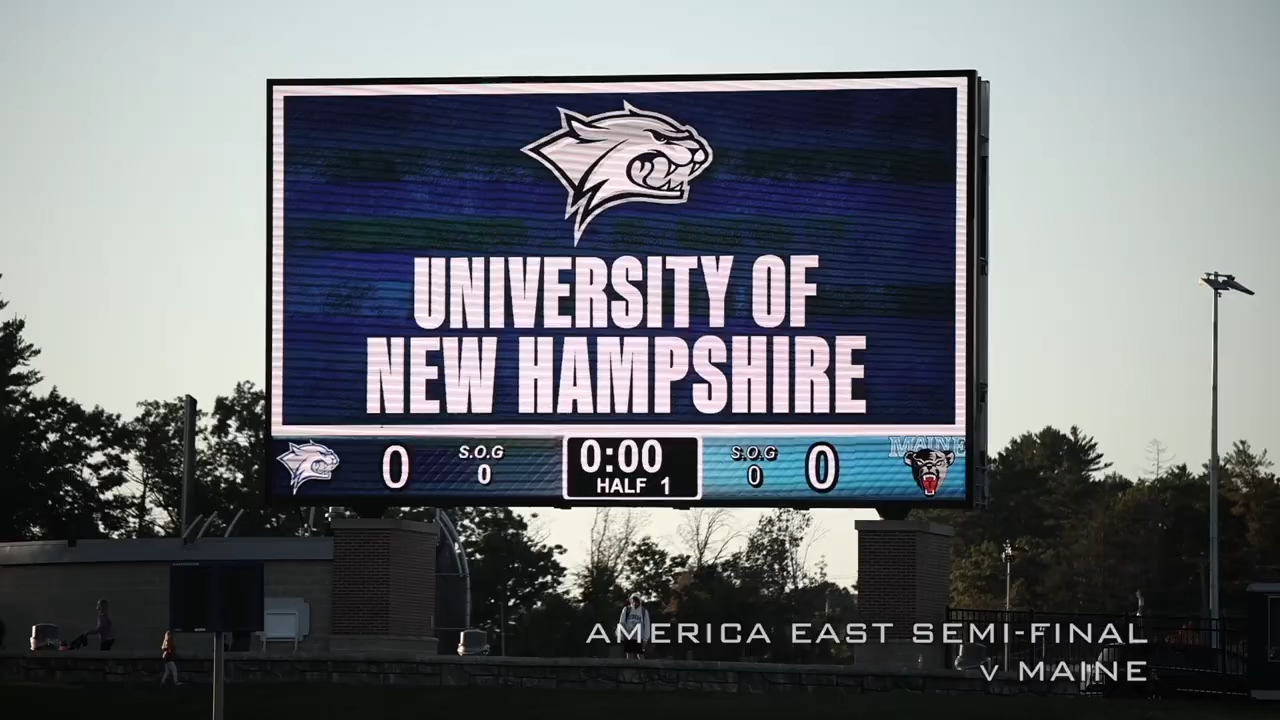 UNIVERSITY OF
NEW HAMPSHIRE
0 S.O.G 0:00 S.O.G 0 MAINE
0 HALF 1 0
AMERICA EAST SEMI-FINAL
v MAINE